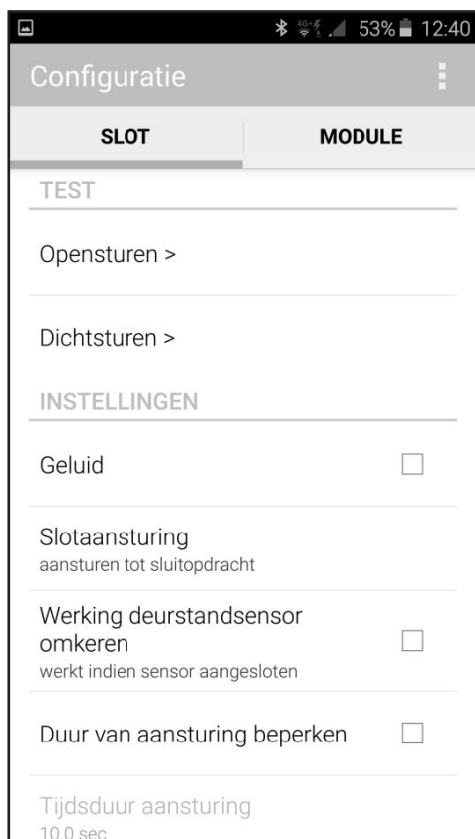 4G+ 53% 12:40
Configuratie
SLOT MODULE
TEST
Opensturen >
Dichtsturen >
INSTELLINGEN
Geluid
Slotaansturing
aansturen tot sluitopdracht
Werking deurstandsensor
omkeren
werkt indien sensor aangesloten
Duur van aansturing beperken
Tijdsduur aansturing
10.0 sec